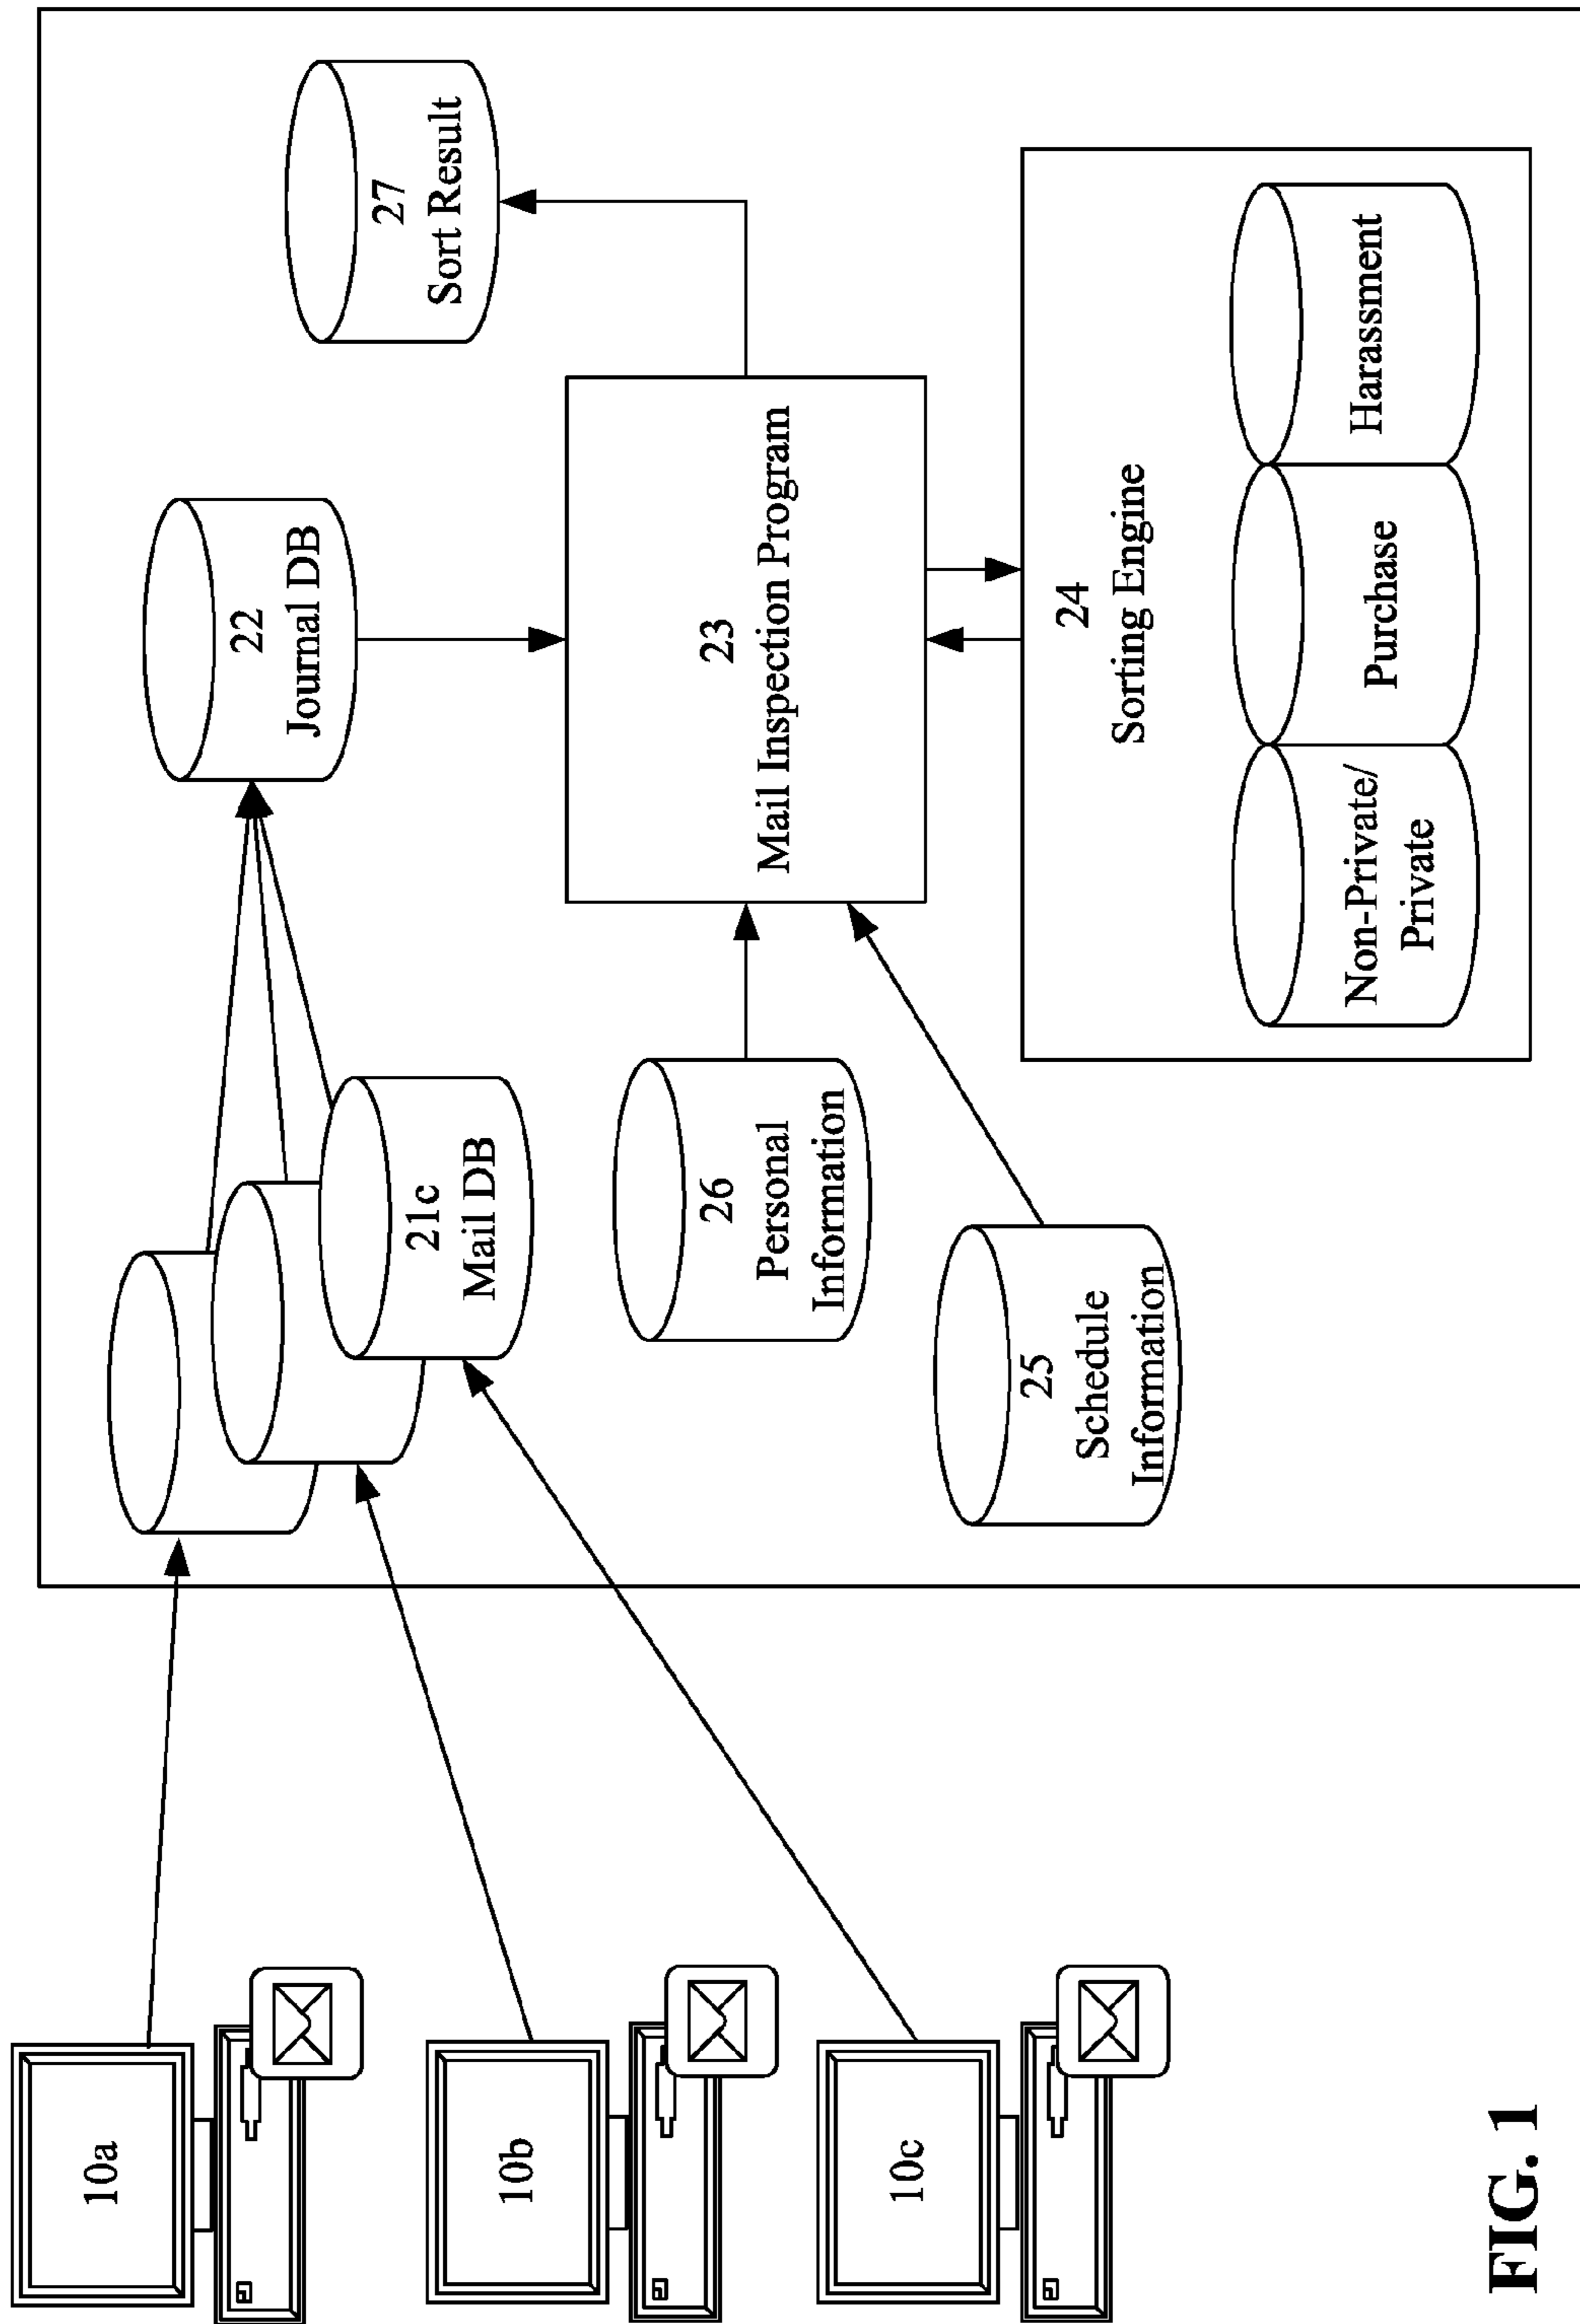 10a
10b
10c
21c
Mail DB
22
Journal DB
27
Sort Result
26
Personal
Information
23
Mail Inspection Program
25
Schedule
Information
24
Sorting Engine
Non-Private/
Private
Purchase
Harassment
FIG. 1